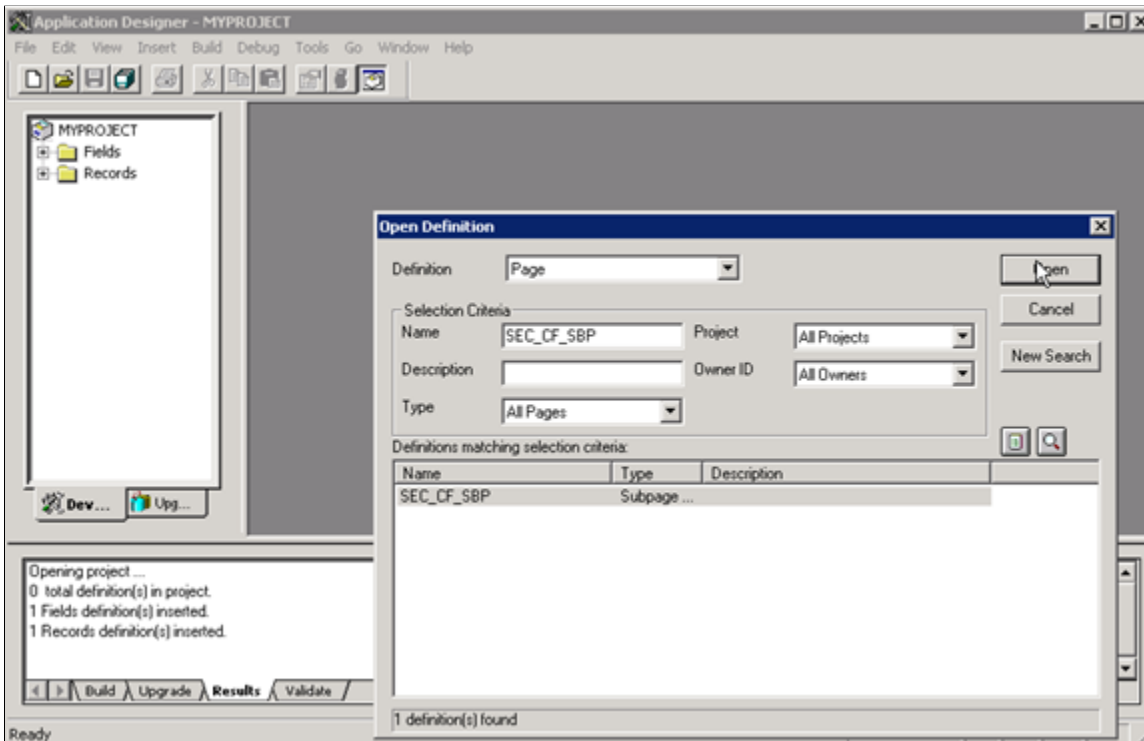 Application Designer - MYPROJECT
File Edit View Insert Build Debug Tools Go Window Help
MYPROJECT
Fields
Records
Dev... Upg...
Open Definition
Definition Page Open
Selection Criteria
Name SEC_CF_SBP Project All Projects Cancel
Description Owner ID All Owners New Search
Type All Pages
Definitions matching selection criteria:
Name Type Description
SEC_CF_SBP Subpage ...
1 definition(s) found
Opening project ...
0 total definition(s) in project.
1 Fields definition(s) inserted.
1 Records definition(s) inserted.
Build Upgrade Results Validate
Ready